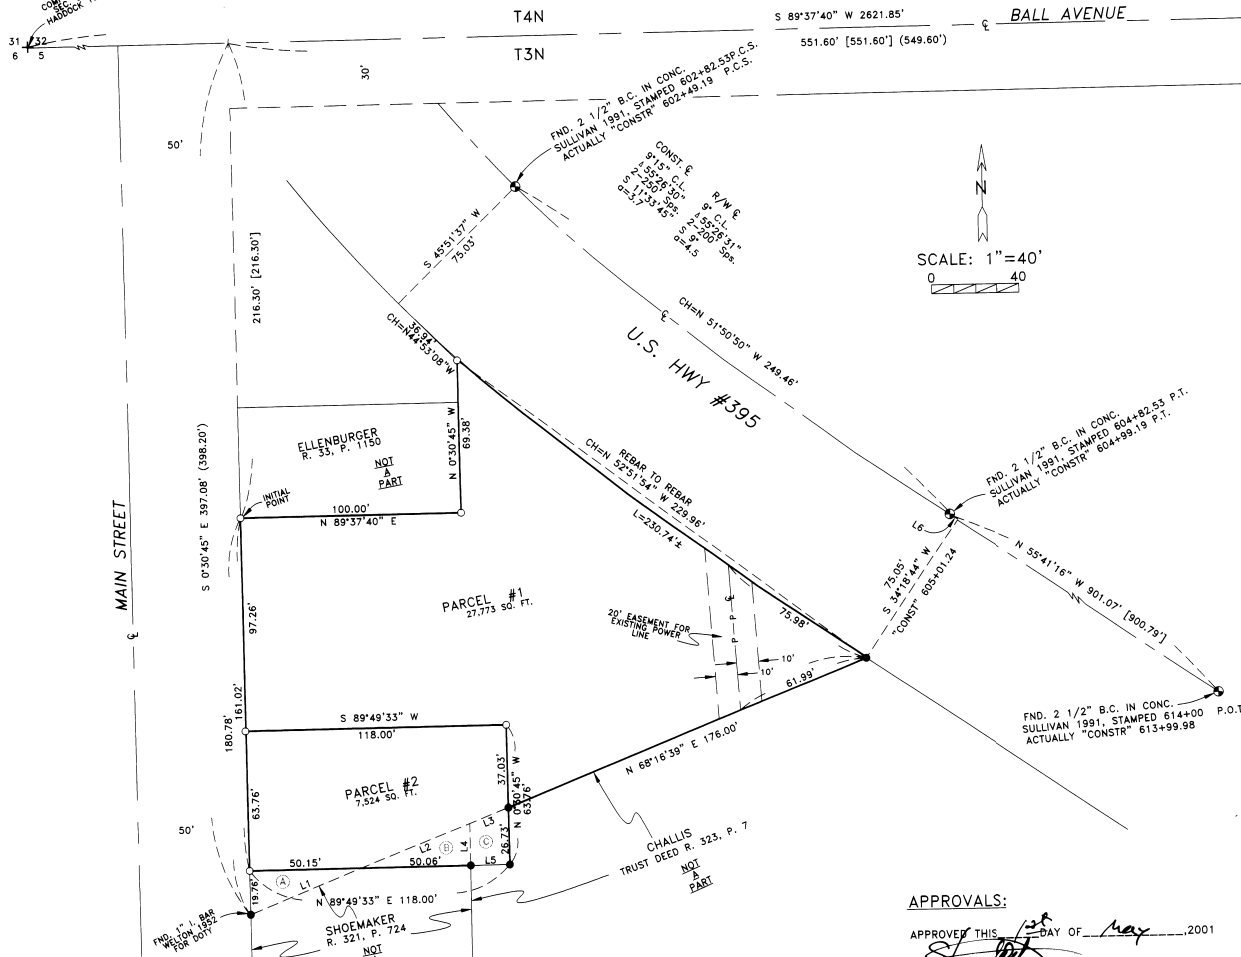 COR
SEC. 5
HADDOCK
31 32
6 5
T4N
T3N
S 89°37'40" W 2621.85'
℄
BALL AVENUE
551.60' [551.60'] (549.60')
30'
50'
FND. 2 1/2" B.C. IN CONC.
SULLIVAN 1991, STAMPED 602+82.53P.C.S.
ACTUALLY "CONSTR" 602+49.19 P.C.S.
CONST. ℄
9°15" C.L.
Δ 55°26'30"
2-250' Sps.
S 11°33'45"
a=3.7
R/W ℄
9° C.L.
Δ 55°26'31"
2-200' Sps.
S 9°
a=4.5
N
SCALE: 1"=40'
0 40
S 45°51'37" W
75.03'
216.30' [216.30']
36.94'
CH=N44°53'08"W
CH=N 51°50'50" W 249.46'
℄
U.S. HWY #395
ELLENBURGER
R. 33, P. 1150
NOT
A
PART
N 0°30'45" W
69.38'
INITIAL
POINT
100.00'
N 89°37'40" E
S 0°30'45" E 397.08' (398.20')
MAIN STREET
℄
REBAR TO REBAR
CH=N 52°51'54" W 229.96'
L=230.74'±
FND. 2 1/2" B.C. IN CONC.
SULLIVAN 1991, STAMPED 604+82.53 P.T.
ACTUALLY "CONSTR" 604+99.19 P.T.
L6
75.05'
S 34°18'44" W
"CONST" 605+01.24
N 55°41'16" W 901.07' [900.79']
FND. 2 1/2" B.C. IN CONC.
SULLIVAN 1991, STAMPED 614+00 P.O.T
ACTUALLY "CONSTR" 613+99.98
PARCEL #1
27,773 SQ. FT.
97.26'
161.02'
180.78'
20' EASEMENT FOR
EXISTING POWER
LINE
P P ℄
10'
10'
75.98'
61.99'
N 68°16'39" E 176.00'
S 89°49'33" W
118.00'
PARCEL #2
7,524 SQ. FT.
63.76'
37.03'
N 0°30'45" W
63.76'
26.73'
L3
L2
B
L4
C
50.15'
50.06'
L5
A
L1
19.76'
N 89°49'33" E 118.00'
50'
FND. 1" I. BAR
WELTON 1952
FOR DOTY
SHOEMAKER
R. 321, P. 724
NOT
CHALLIS
TRUST DEED R. 323, P. 7
NOT
A
PART
APPROVALS:
APPROVED THIS 1st DAY OF May ,2001